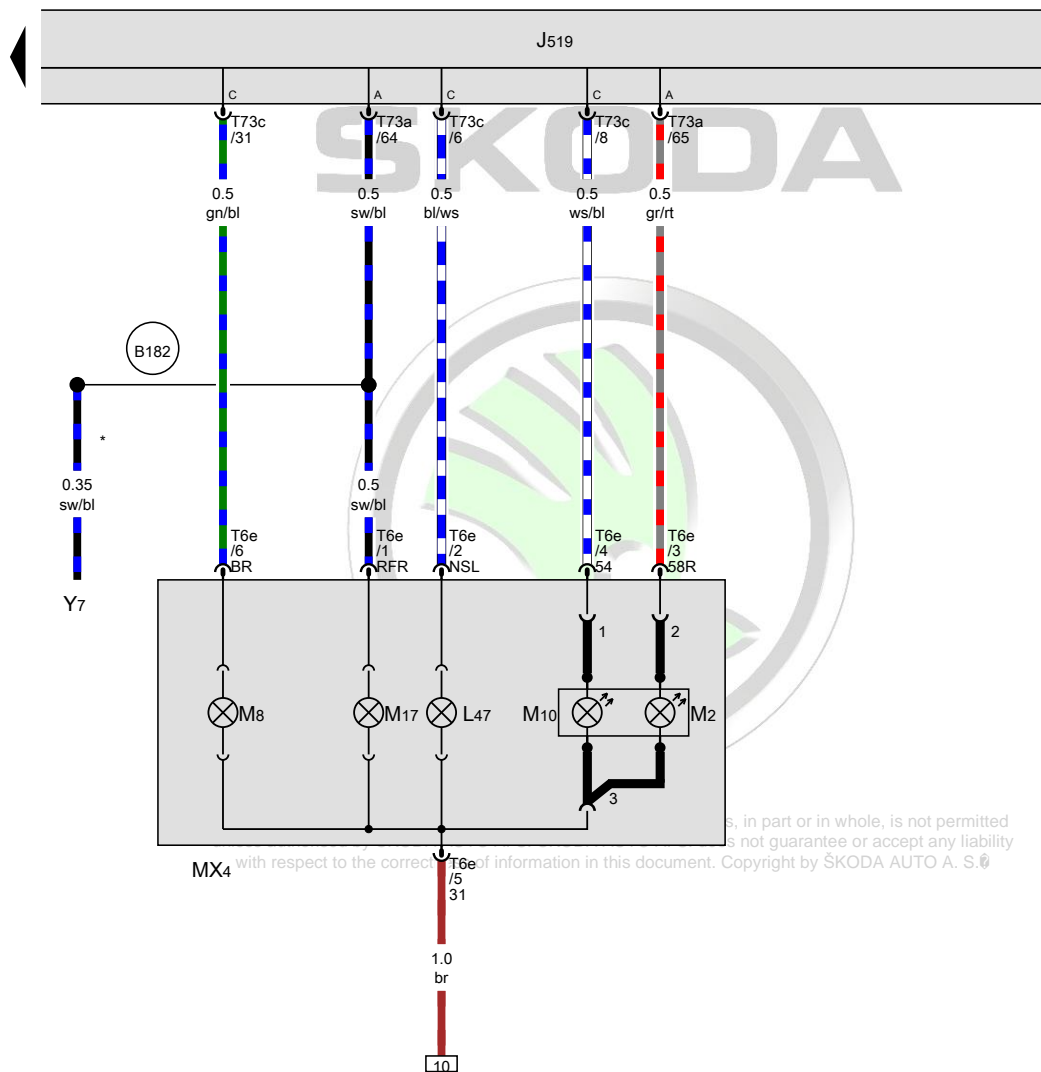 J519
C
A
C
C
A
T73c
/31
T73a
/64
T73c
/6
T73c
/8
T73a
/65
ŠKODA
0.5
gn/bl
0.5
sw/bl
0.5
bl/ws
0.5
ws/bl
0.5
gr/rt
B182
*
0.35
sw/bl
0.5
sw/bl
Y7
T6e
/6
BR
T6e
/1
RFR
T6e
/2
NSL
T6e
/4
54
T6e
/3
58R
1
2
M8
M17
L47
M10
M2
3
s, in part or in whole, is not permitted
s not guarantee or accept any liability
with respect to the correct of information in this document. Copyright by ŠKODA AUTO A. S.�
MX4
T6e
/5
31
1.0
br
10